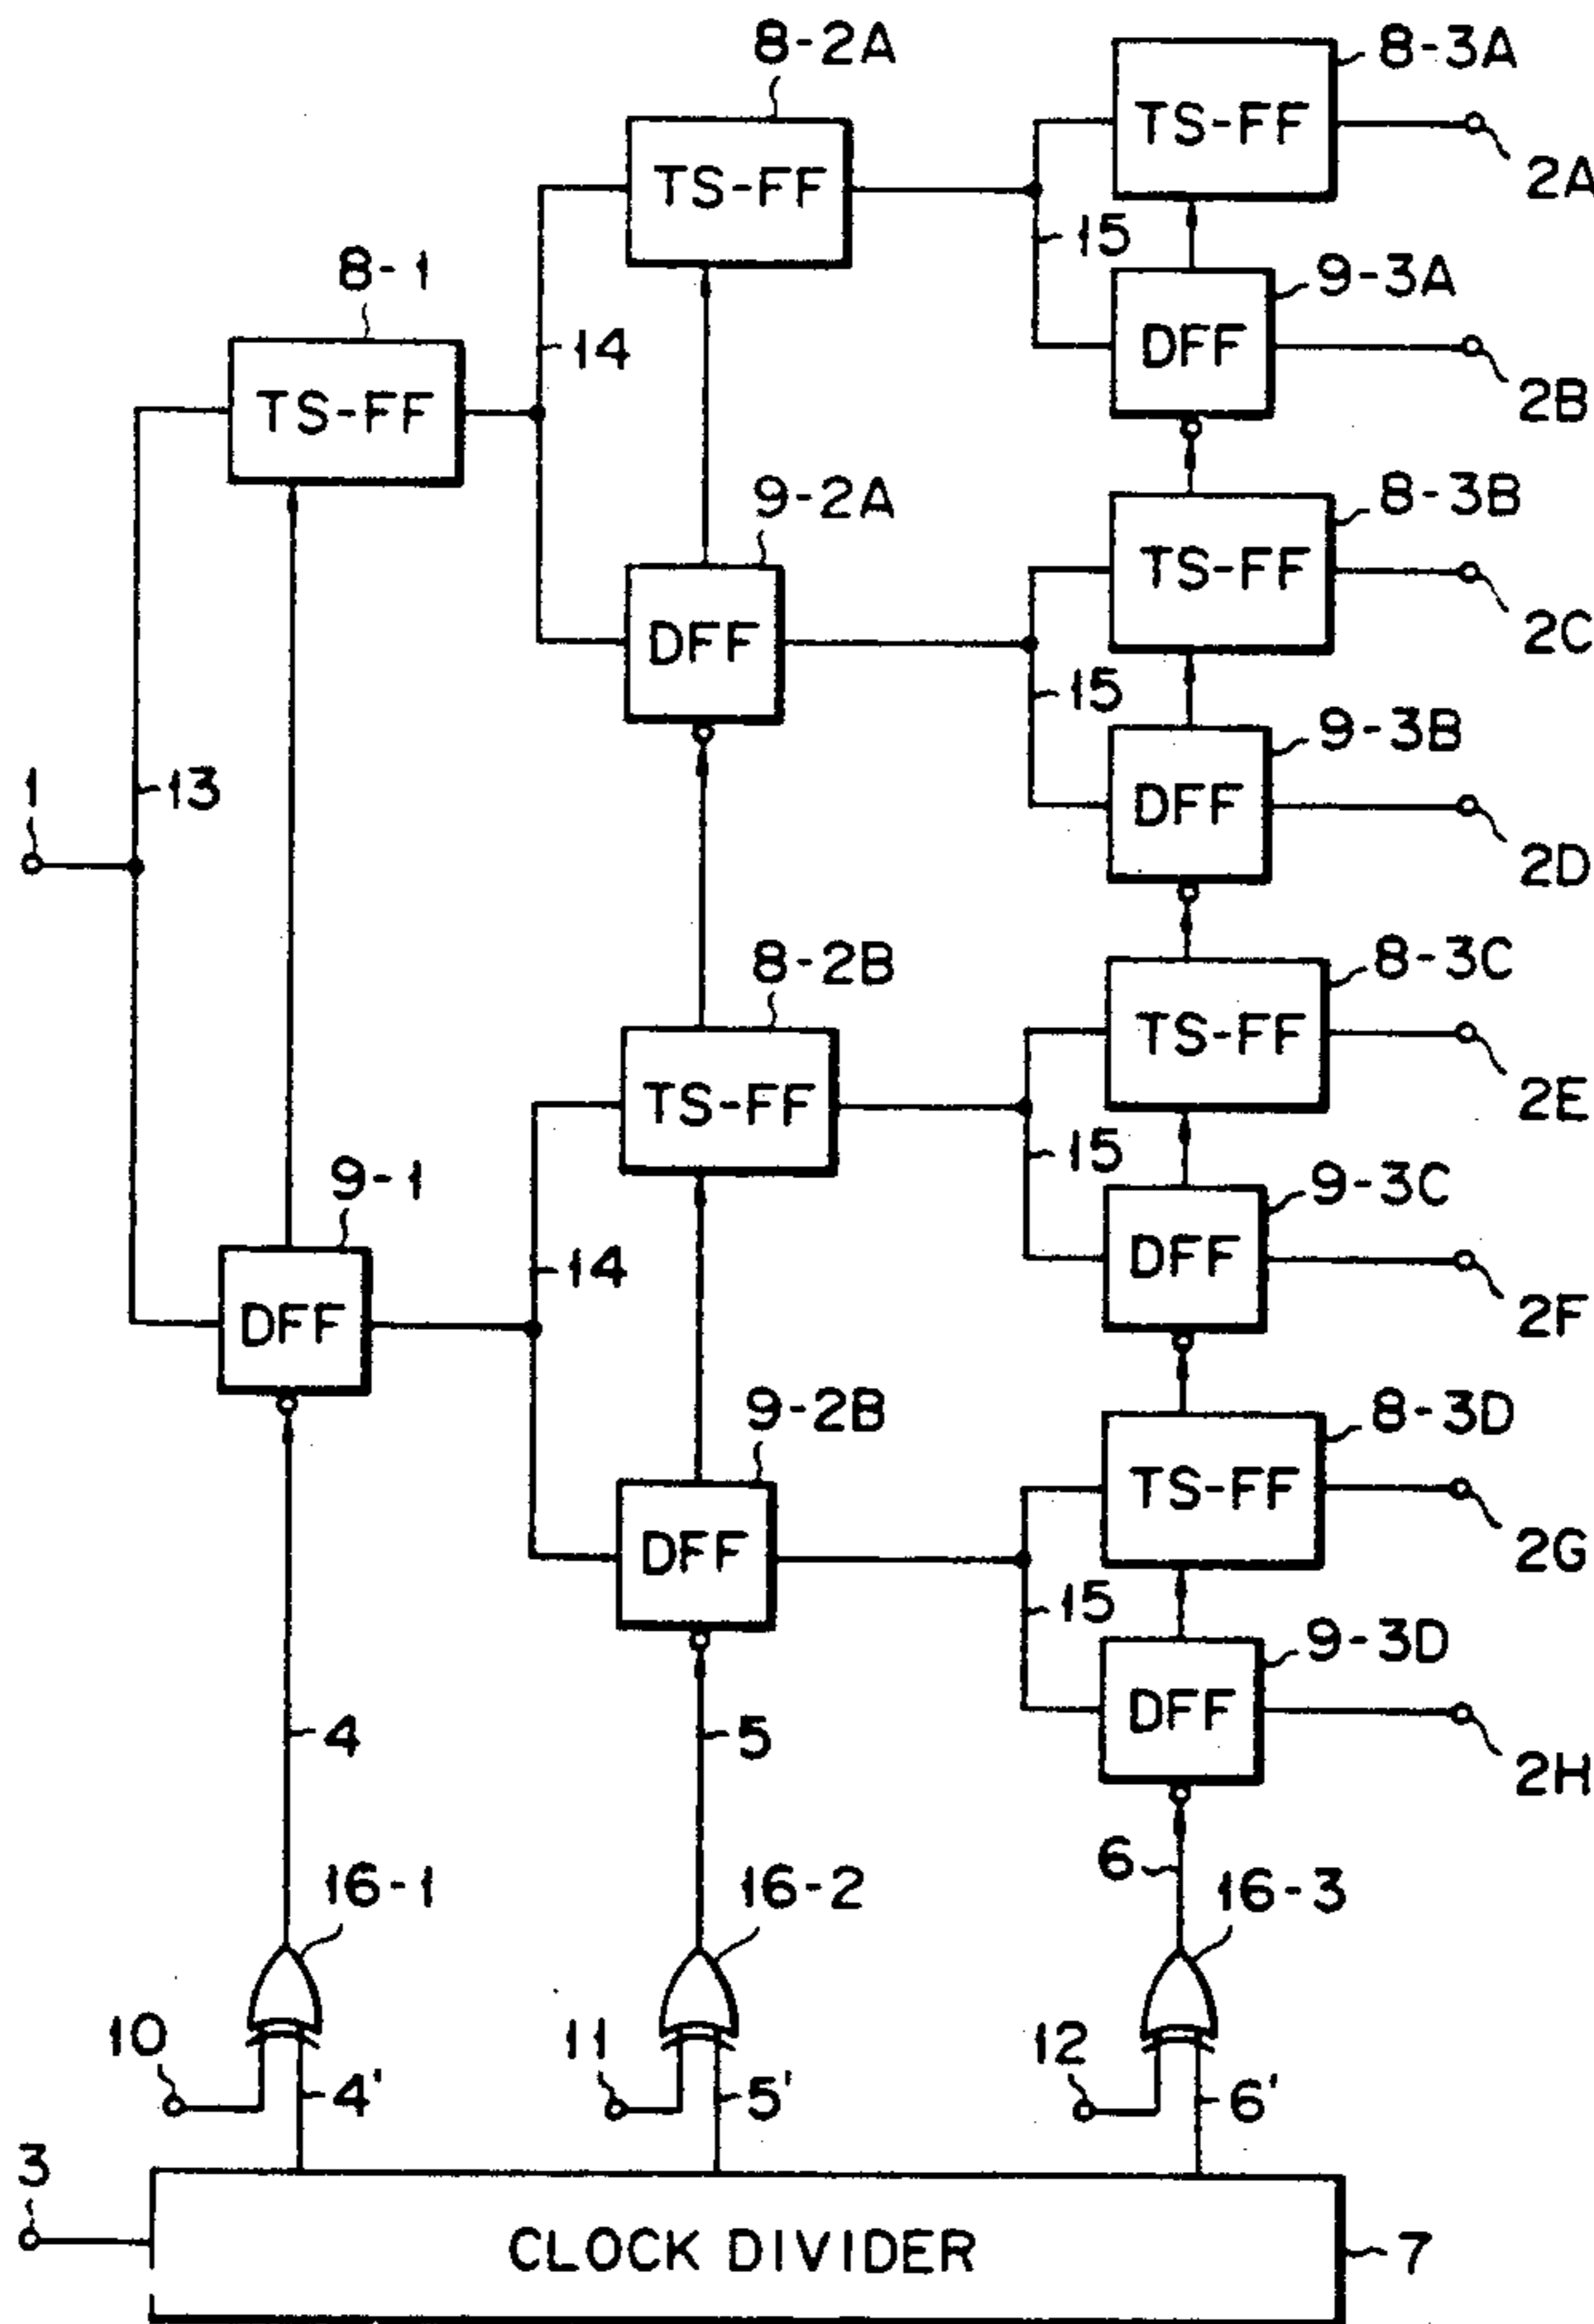 8-2A
8-3A
TS-FF
2A
TS-FF
15
9-3A
8-1
14
DFF
2B
TS-FF
9-2A
8-3B
TS-FF
2C
DFF
15
9-3B
1
13
DFF
2D
8-2B
8-3C
TS-FF
2E
TS-FF
15
9-1
9-3C
14
DFF
2F
DFF
9-2B
8-3D
TS-FF
2G
DFF
15
9-3D
4
5
DFF
2H
6
16-1
16-2
16-3
10
11
12
4'
5'
6'
3
CLOCK DIVIDER
7